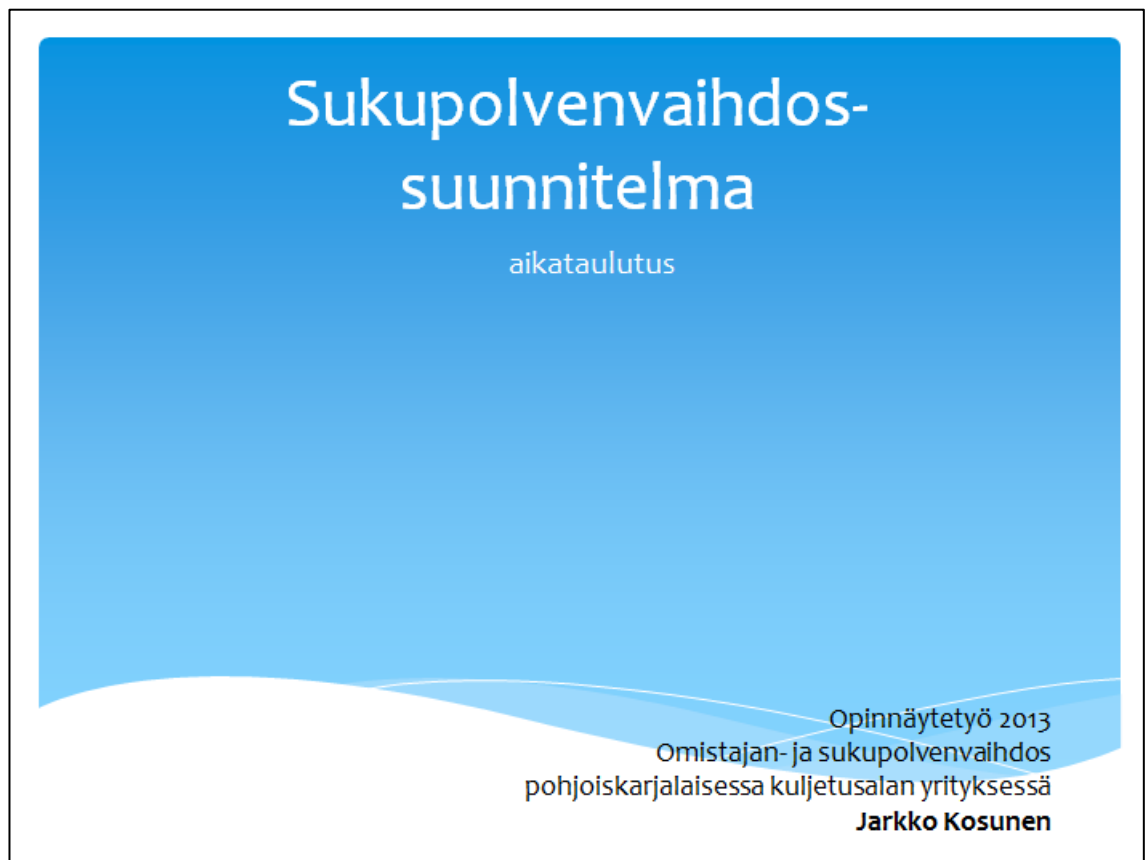 Sukupolvenvaihdos-
suunnitelma
aikataulutus
Opinnäytetyö 2013
Omistajan- ja sukupolvenvaihdos
pohjoiskarjalaisessa kuljetusalan yrityksessä
Jarkko Kosunen